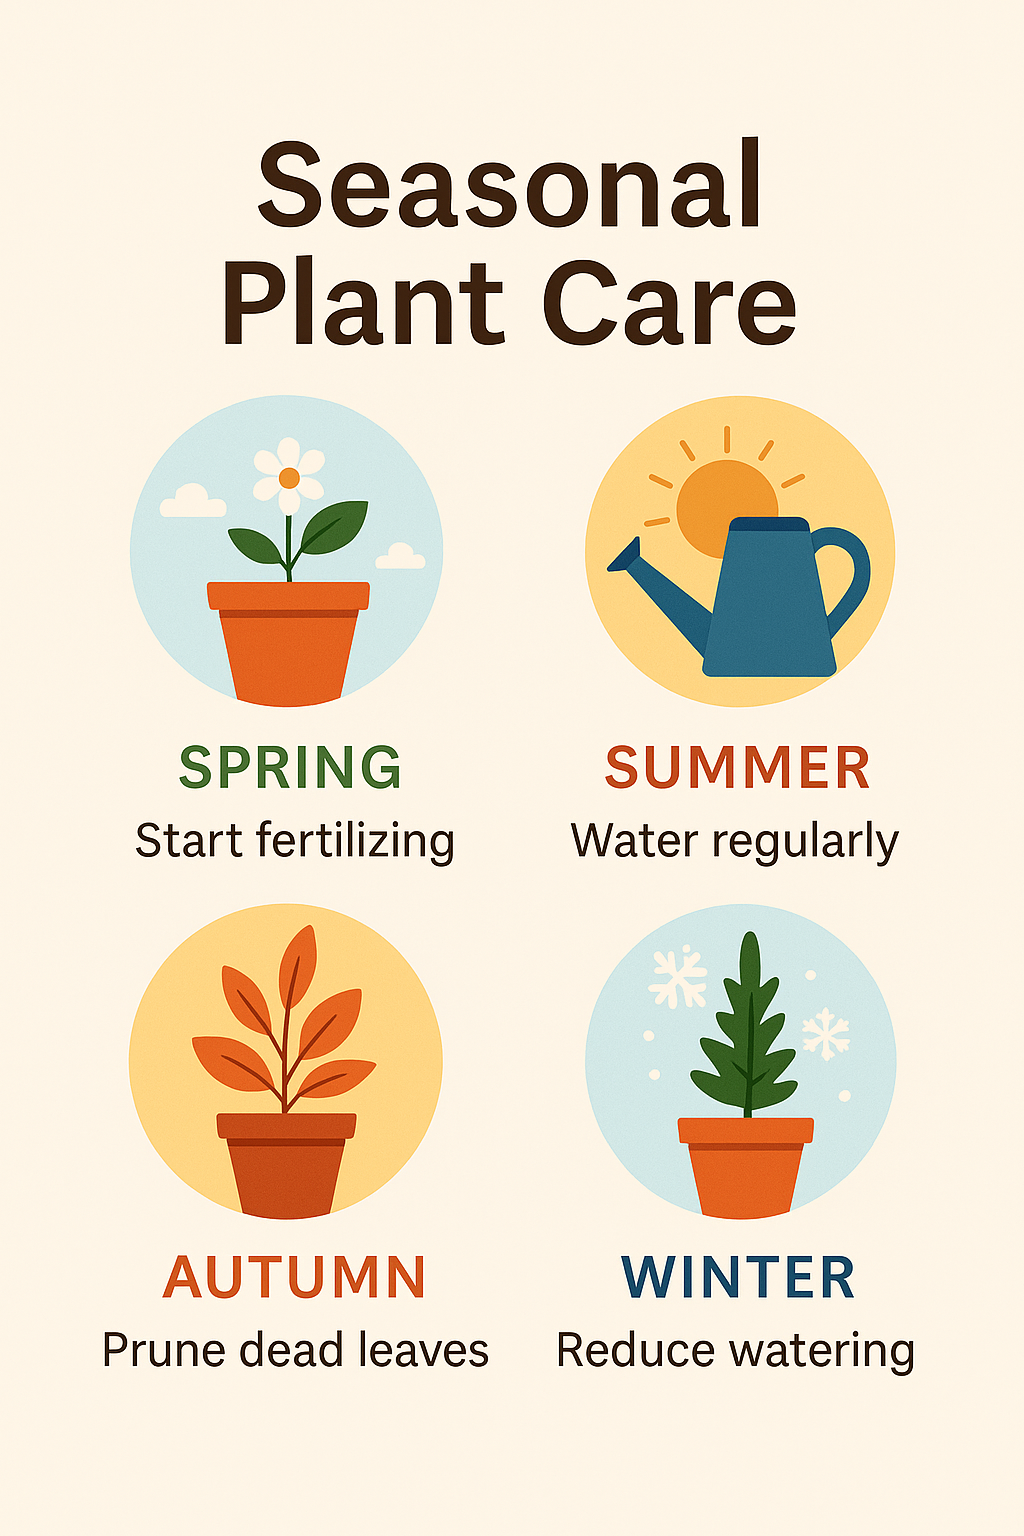 Seasonal
Plant Care
SPRING
Start fertilizing
SUMMER
Water regularly
AUTUMN
Prune dead leaves
WINTER
Reduce watering